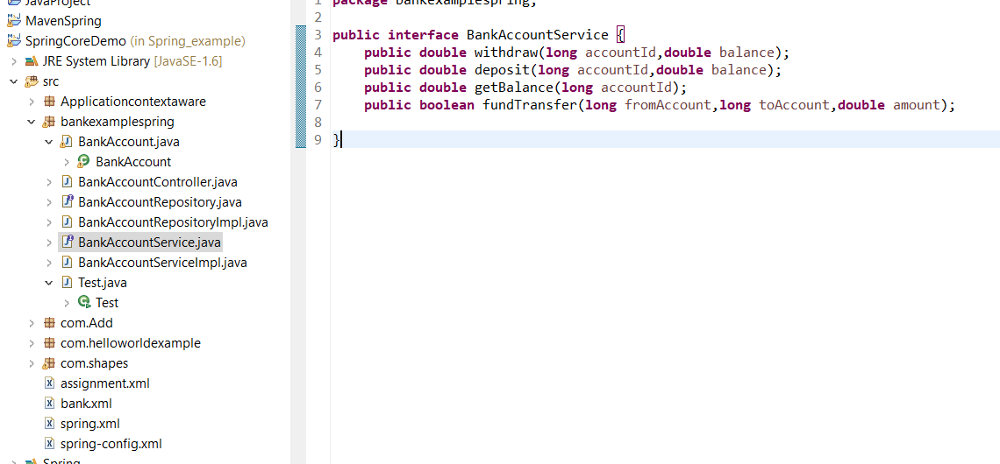 JavaProject
MavenSpring
SpringCoreDemo (in Spring_example)
JRE System Library [JavaSE-1.6]
src
Applicationcontextaware
bankexamplespring
BankAccount.java
BankAccount
BankAccountController.java
BankAccountRepository.java
BankAccountRepositoryImpl.java
BankAccountService.java
BankAccountServiceImpl.java
Test.java
Test
com.Add
com.helloworldexample
com.shapes
assignment.xml
bank.xml
spring.xml
spring-config.xml
Spring
1 package bankexamplespring;
2
3 public interface BankAccountService {
4 public double withdraw(long accountId,double balance);
5 public double deposit(long accountId,double balance);
6 public double getBalance(long accountId);
7 public boolean fundTransfer(long fromAccount,long toAccount,double amount);
8
9 }